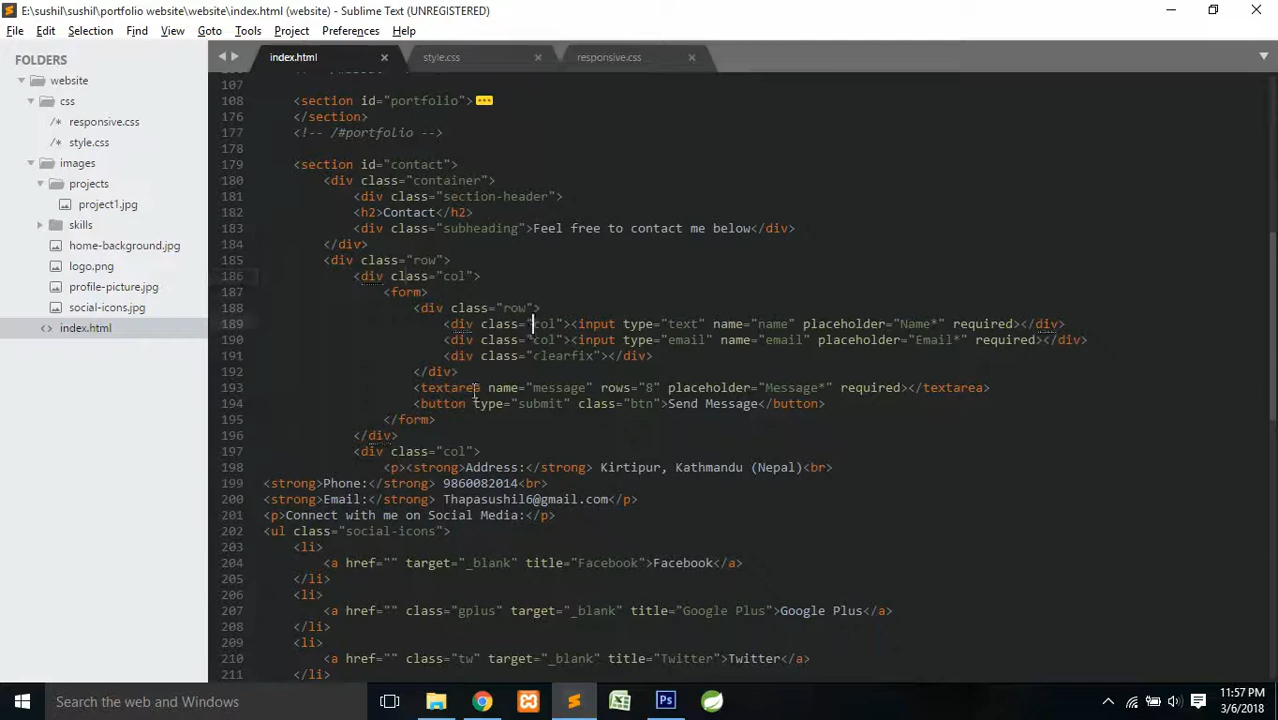 E:\sushil\sushil\portfolio website\website\index.html (website) - Sublime Text (UNREGISTERED)
File Edit Selection Find View Goto Tools Project Preferences Help
FOLDERS
website
css
responsive.css
style.css
images
projects
project1.jpg
skills
home-background.jpg
logo.png
profile-picture.jpg
social-icons.jpg
index.html
index.html style.css responsive.css
107
108 <section id="portfolio">
176 </section>
177 <!-- /#portfolio -->
178
179 <section id="contact">
180 <div class="container">
181 <div class="section-header">
182 <h2>Contact</h2>
183 <div class="subheading">Feel free to contact me below</div>
184 </div>
185 <div class="row">
186 <div class="col">
187 <form>
188 <div class="row">
189 <div class="col"><input type="text" name="name" placeholder="Name*" required></div>
190 <div class="col"><input type="email" name="email" placeholder="Email*" required></div>
191 <div class="clearfix"></div>
192 </div>
193 <textarea name="message" rows="8" placeholder="Message*" required></textarea>
194 <button type="submit" class="btn">Send Message</button>
195 </form>
196 </div>
197 <div class="col">
198 <p><strong>Address:</strong> Kirtipur, Kathmandu (Nepal)<br>
199 <strong>Phone:</strong> 9860082014<br>
200 <strong>Email:</strong> Thapasushil6@gmail.com</p>
201 <p>Connect with me on Social Media:</p>
202 <ul class="social-icons">
203 <li>
204 <a href="" target="_blank" title="Facebook">Facebook</a>
205 </li>
206 <li>
207 <a href="" class="gplus" target="_blank" title="Google Plus">Google Plus</a>
208 </li>
209 <li>
210 <a href="" class="tw" target="_blank" title="Twitter">Twitter</a>
211 </li>
Search the web and Windows
11:57 PM
3/6/2018